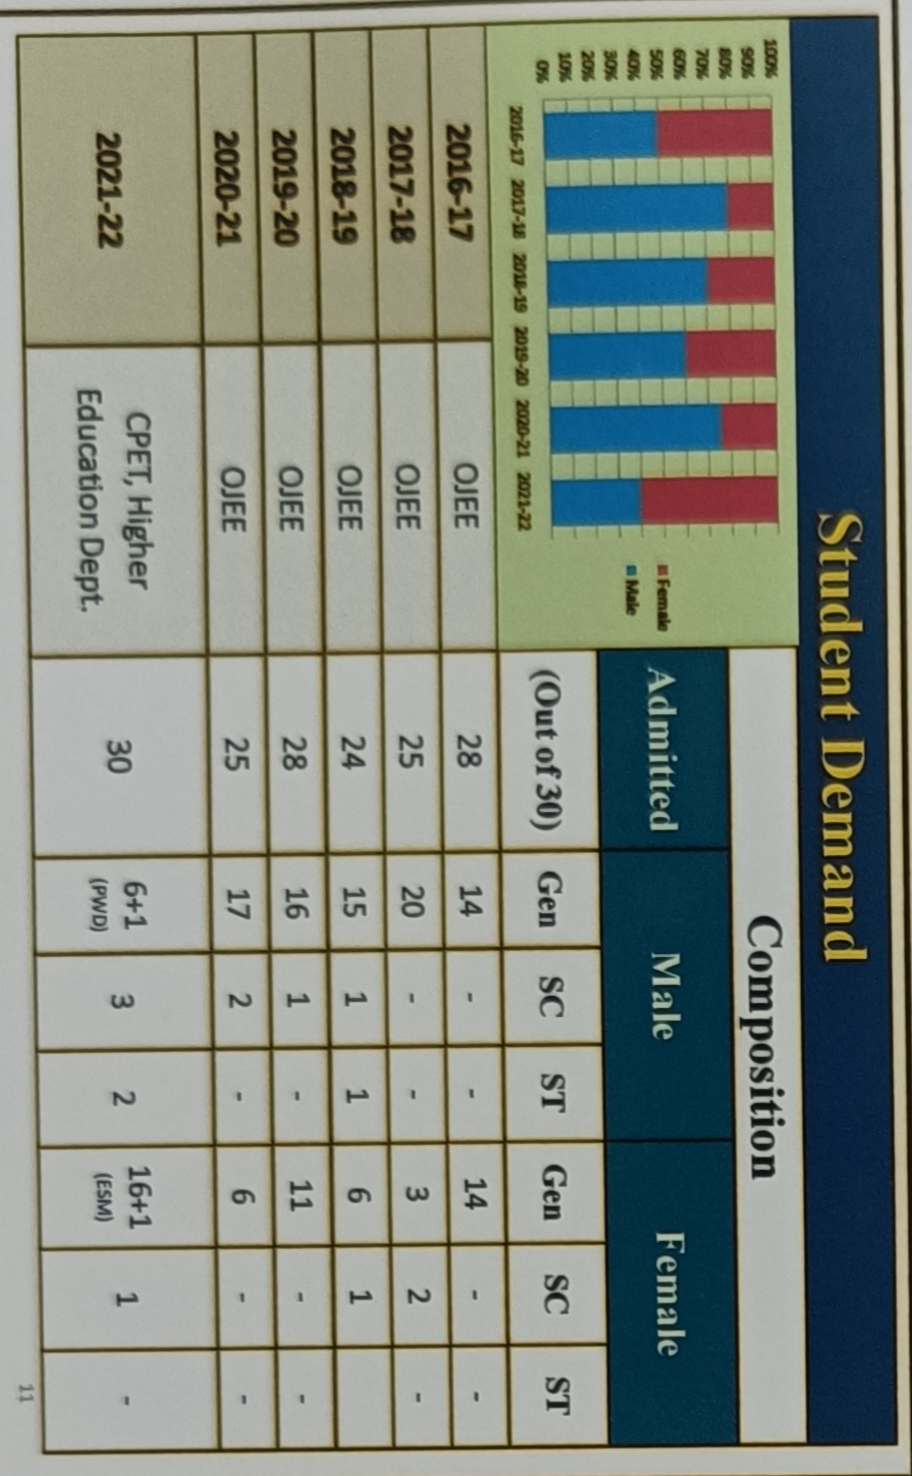 Student Demand
100%
90%
80%
70%
60%
50%
40%
30%
20%
10%
0%
2016-17 2017-18 2018-19 2019-20 2020-21 2021-22
Female
Male
Composition
Admitted Male Female
(Out of 30) Gen SC ST Gen SC ST
2016-17 OJEE 28 14 - - 14 - -
2017-18 OJEE 25 20 - - 3 2 -
2018-19 OJEE 24 15 1 1 6 1
2019-20 OJEE 28 16 1 - 11 - -
2020-21 OJEE 25 17 2 - 6 - -
2021-22 CPET, Higher Education Dept. 30 6+1 (PWD) 3 2 16+1 (ESM) 1 -
11